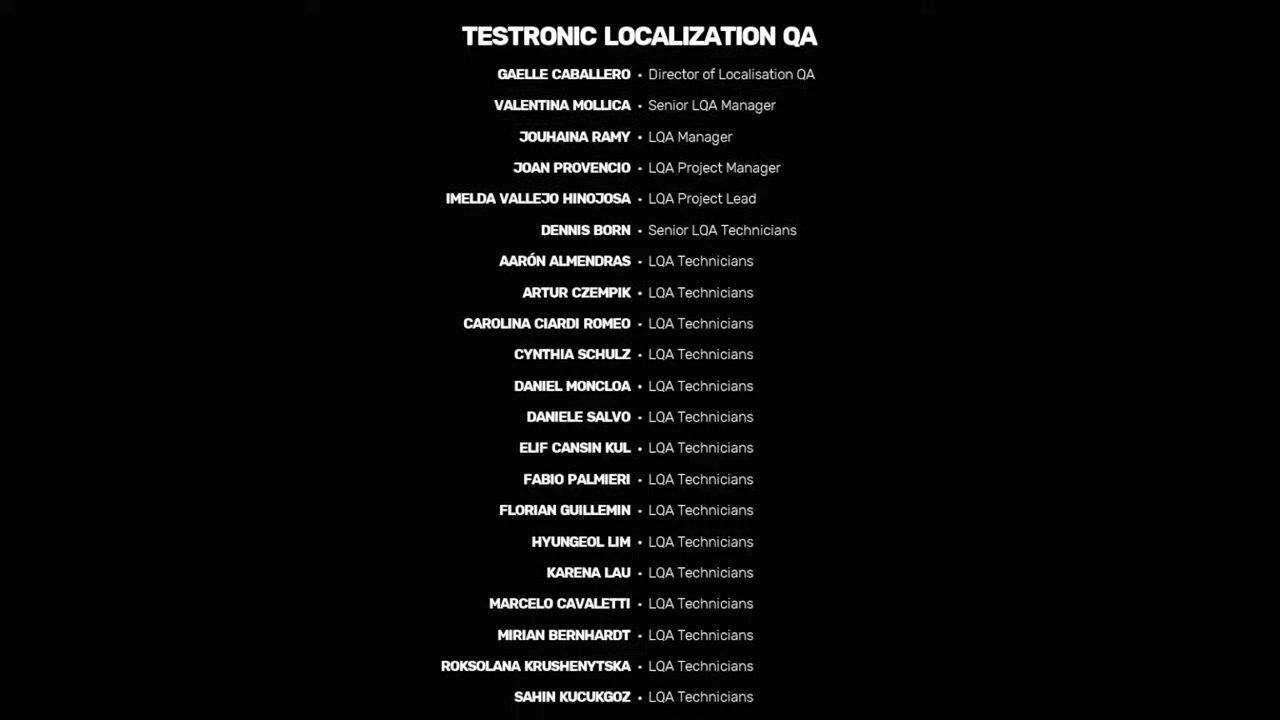 TESTRONIC LOCALIZATION QA
GAELLE CABALLERO • Director of Localisation QA
VALENTINA MOLLICA • Senior LQA Manager
JOUHAINA RAMY • LQA Manager
JOAN PROVENCIO • LQA Project Manager
IMELDA VALLEJO HINOJOSA • LQA Project Lead
DENNIS BORN • Senior LQA Technicians
AARÓN ALMENDRAS • LQA Technicians
ARTUR CZEMPIK • LQA Technicians
CAROLINA CIARDI ROMEO • LQA Technicians
CYNTHIA SCHULZ • LQA Technicians
DANIEL MONCLOA • LQA Technicians
DANIELE SALVO • LQA Technicians
ELIF CANSIN KUL • LQA Technicians
FABIO PALMIERI • LQA Technicians
FLORIAN GUILLEMIN • LQA Technicians
HYUNGEOL LIM • LQA Technicians
KARENA LAU • LQA Technicians
MARCELO CAVALETTI • LQA Technicians
MIRIAN BERNHARDT • LQA Technicians
ROKSOLANA KRUSHENYTSKA • LQA Technicians
SAHIN KUCUKGOZ • LQA Technicians